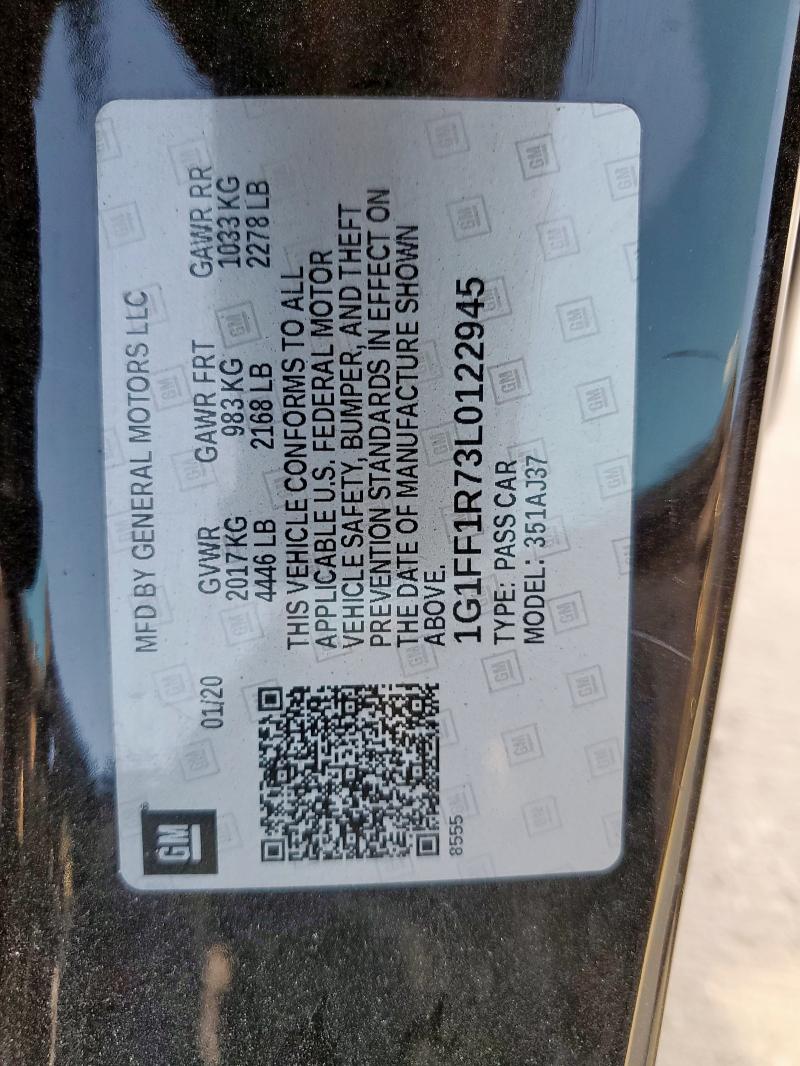 GM
MFD BY GENERAL MOTORS LLC
01/20
GVWR GAWR FRT GAWR RR
2017KG 983 KG 1033 KG
4446 LB 2168 LB 2278 LB
THIS VEHICLE CONFORMS TO ALL
APPLICABLE U.S. FEDERAL MOTOR
VEHICLE SAFETY, BUMPER, AND THEFT
PREVENTION STANDARDS IN EFFECT ON
THE DATE OF MANUFACTURE SHOWN
ABOVE.
1G1FF1R73L0122945
TYPE: PASS CAR
MODEL: 351AJ37
8555